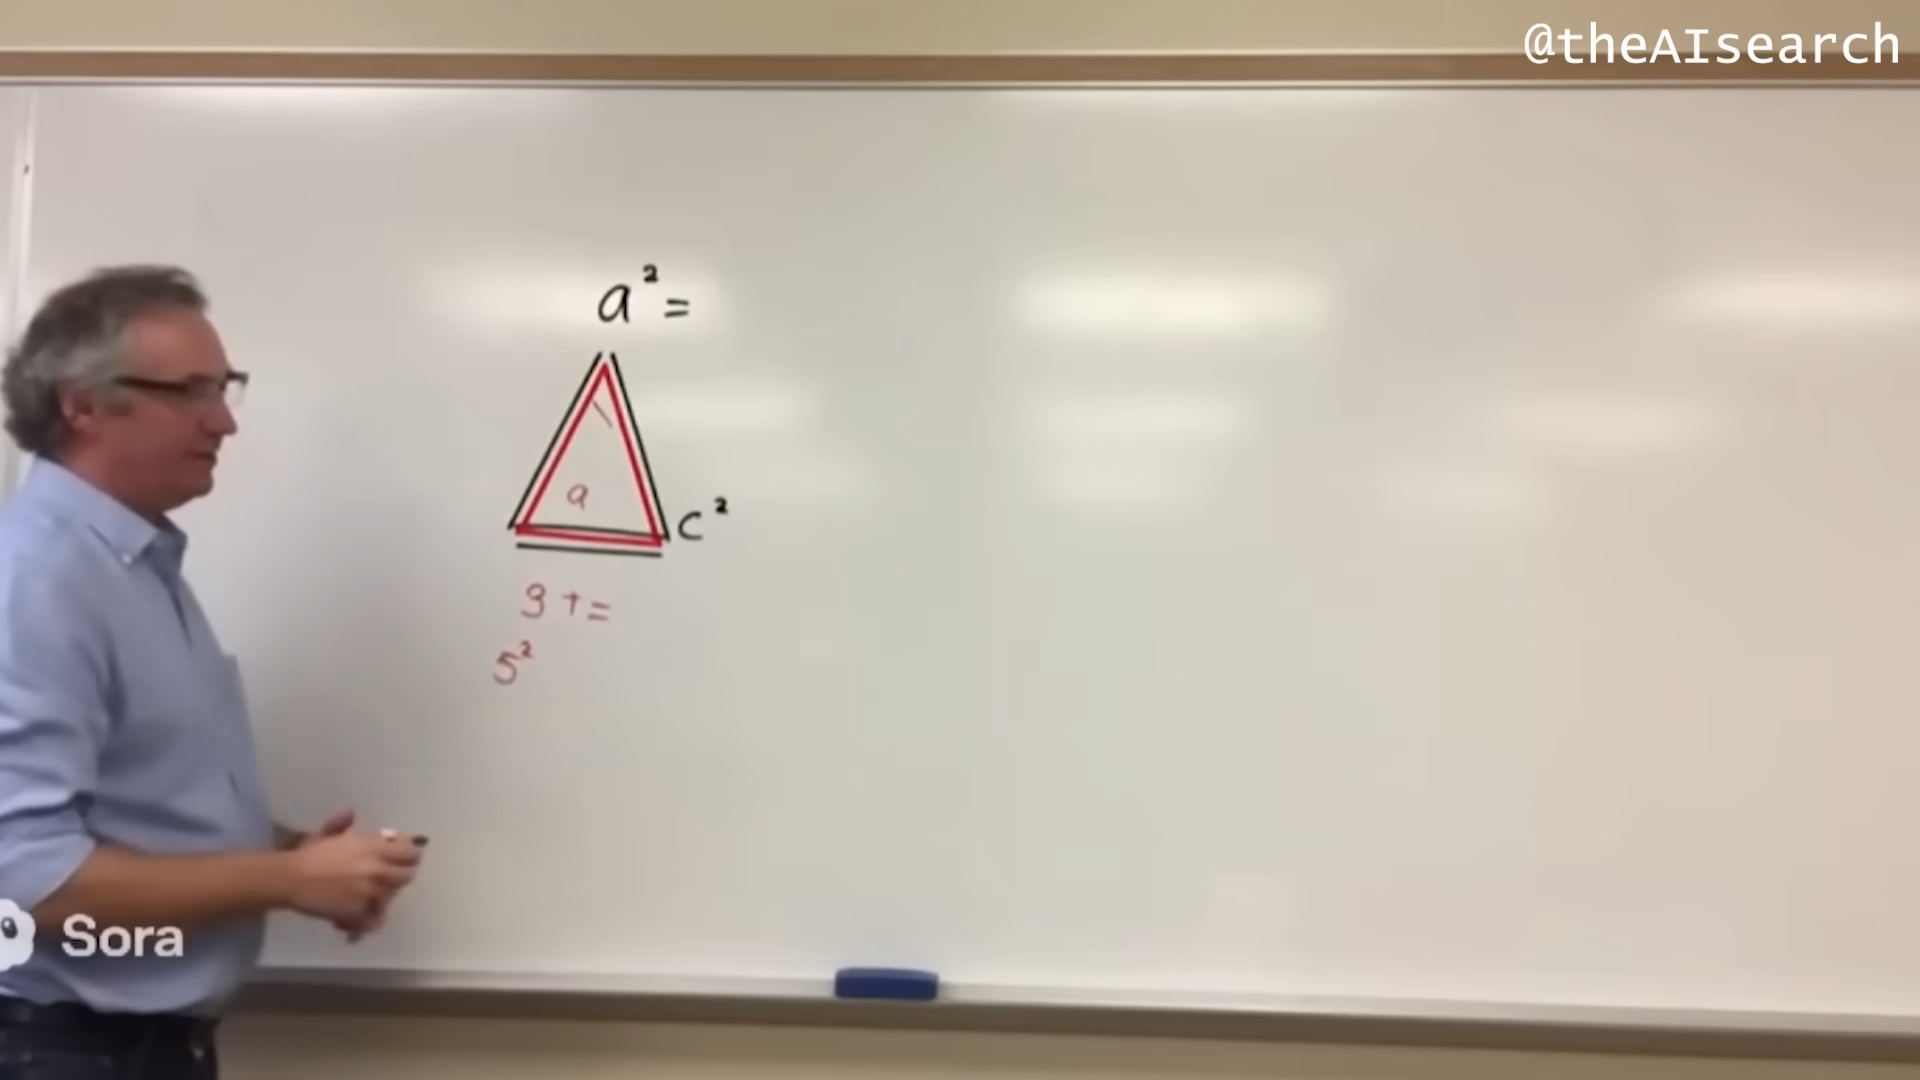 @theAIsearch
a² =
a
c²
9 + =
5²
Sora